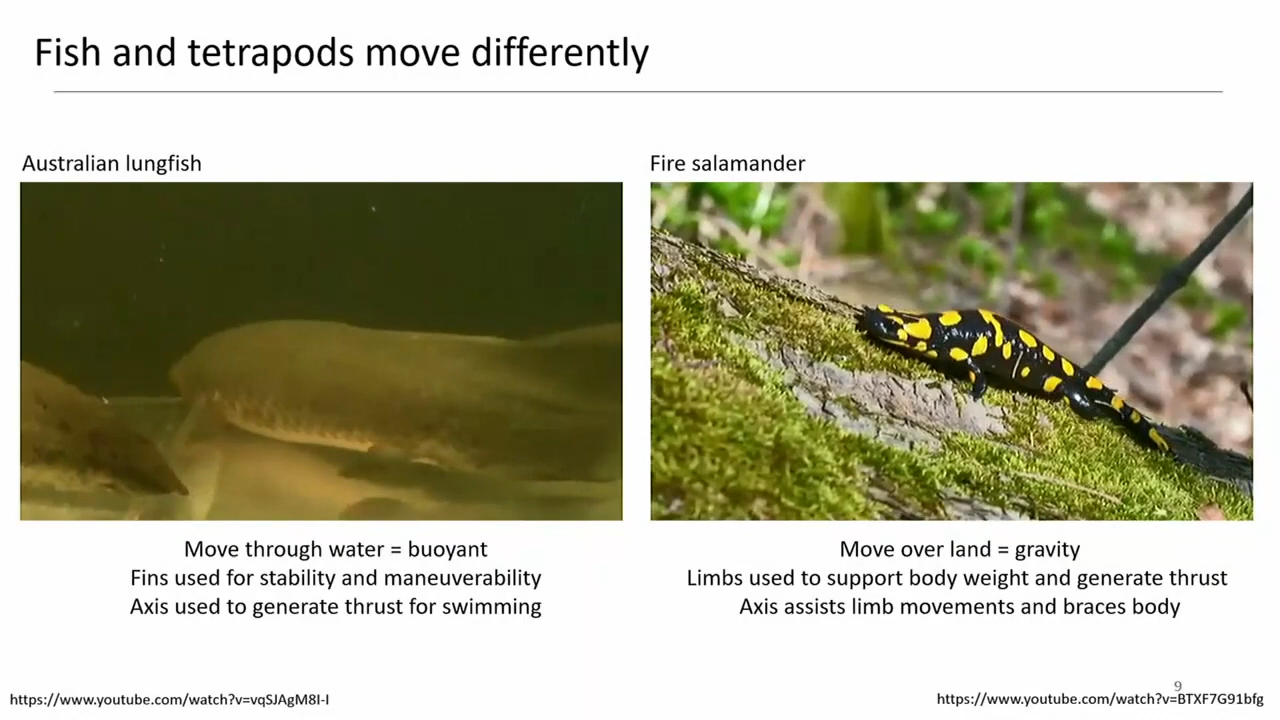 Fish and tetrapods move differently
Australian lungfish
Move through water = buoyant
Fins used for stability and maneuverability
Axis used to generate thrust for swimming
Fire salamander
Move over land = gravity
Limbs used to support body weight and generate thrust
Axis assists limb movements and braces body
https://www.youtube.com/watch?v=vqSJAgM8I-I
9
https://www.youtube.com/watch?v=BTXF7G91bfg